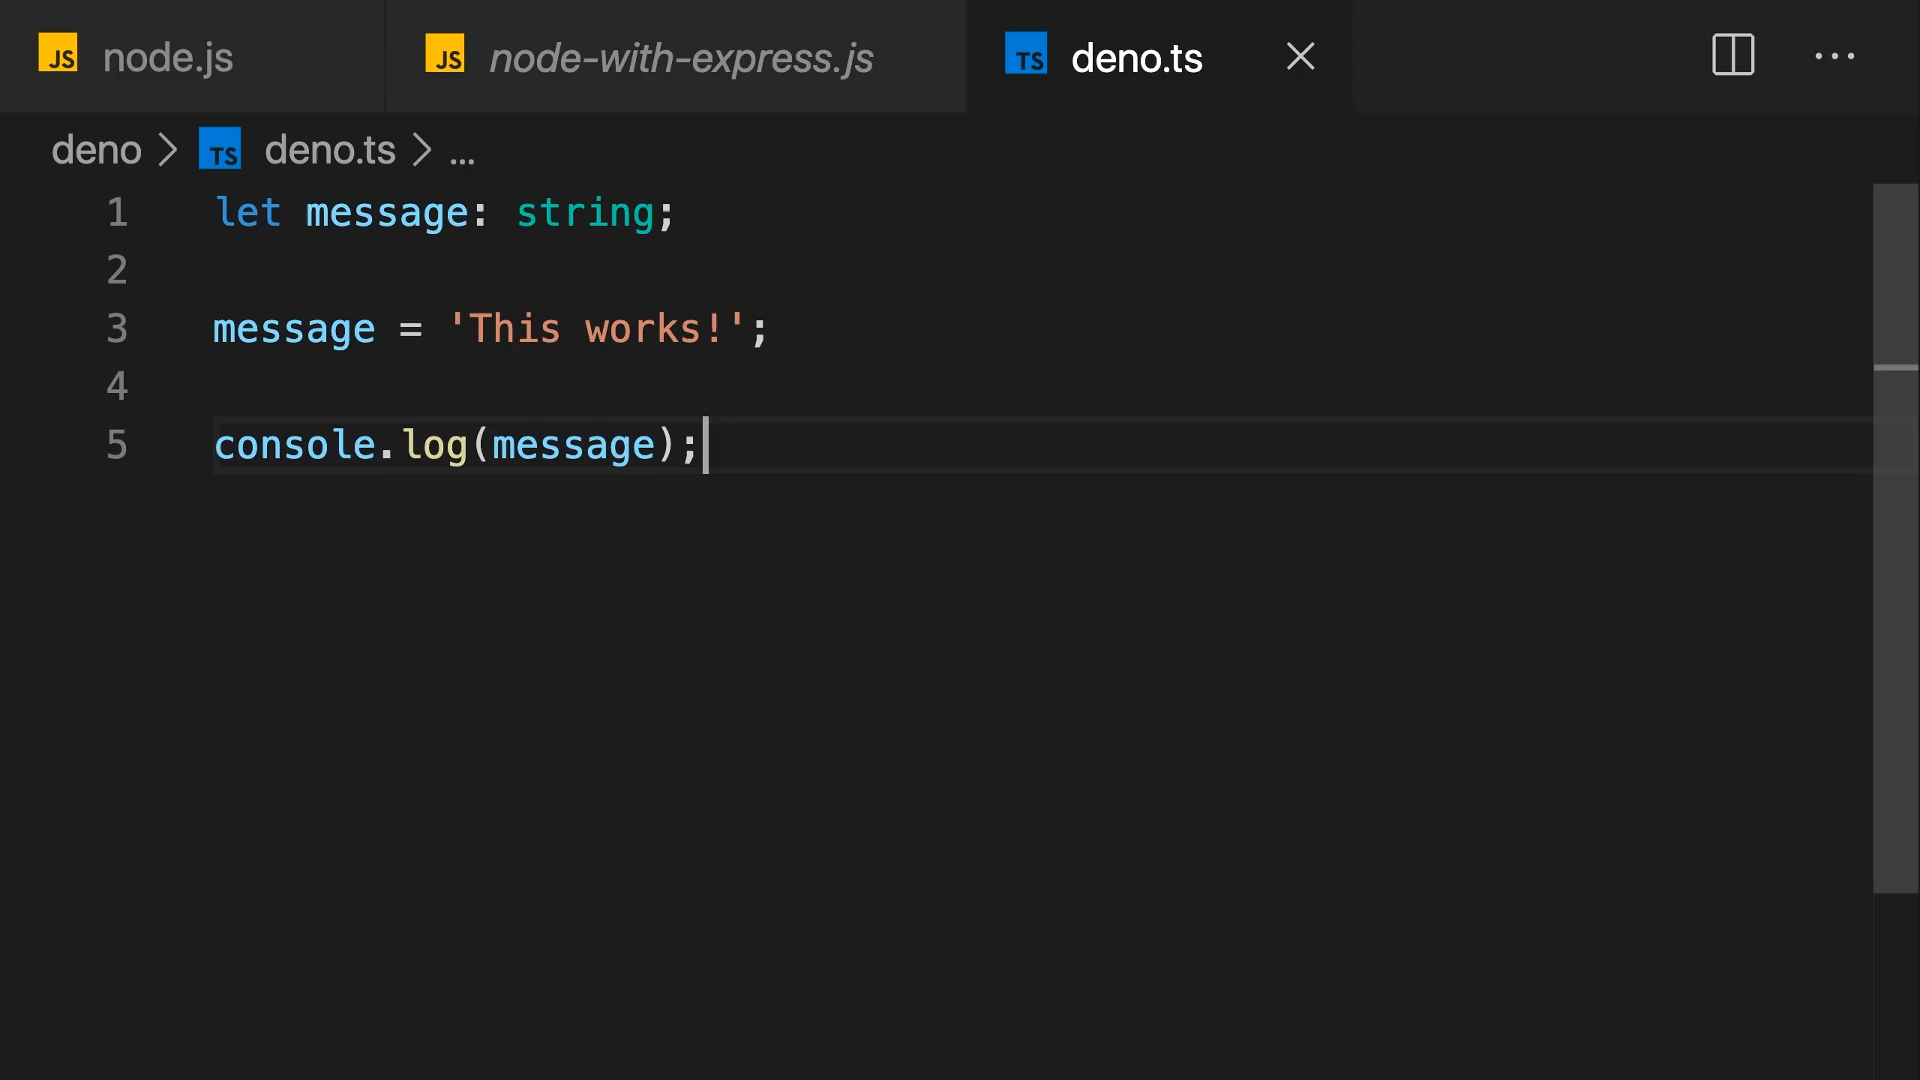 JS node.js JS node-with-express.js TS deno.ts
deno > TS deno.ts > ...
1 let message: string;
2
3 message = 'This works!';
4
5 console.log(message);